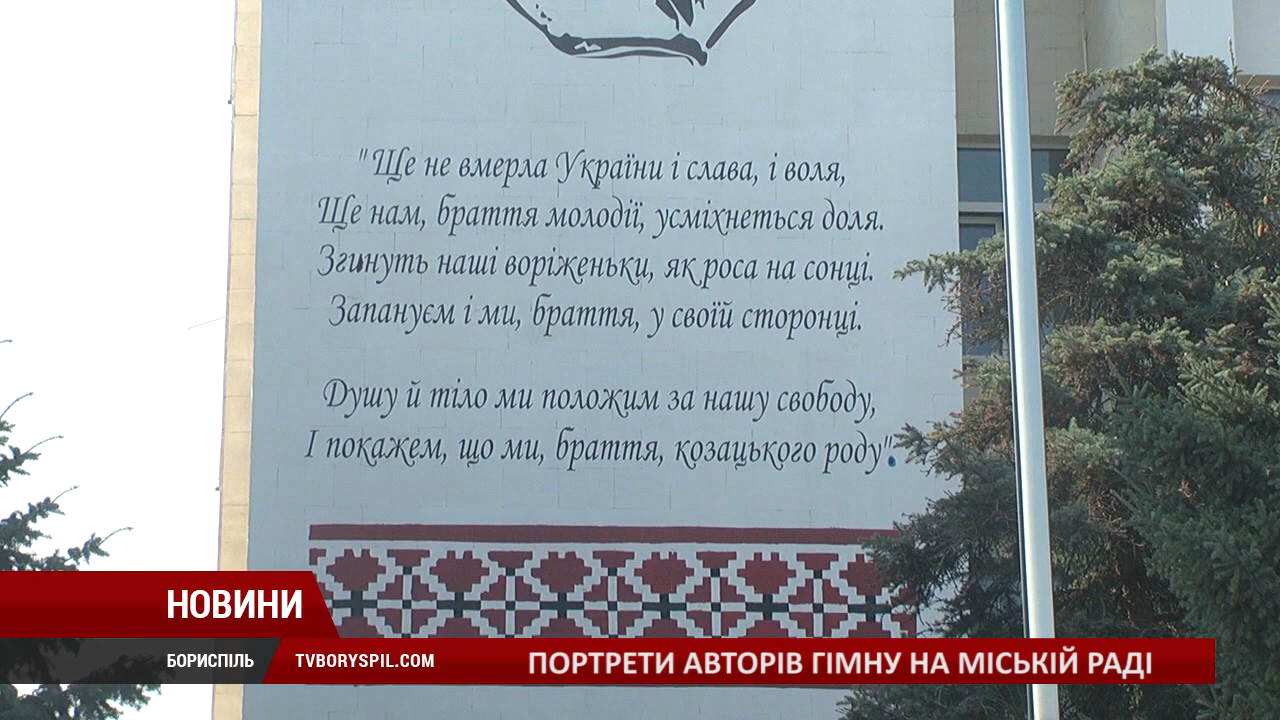 "Ще не вмерла України і слава, і воля,
Ще нам, браття молодії, усміхнеться доля.
Згинуть наші воріженьки, як роса на сонці.
Запануєм і ми, браття, у своїй сторонці.
Душу й тіло ми положим за нашу свободу,
І покажем, що ми, браття, козацького роду".
НОВИНИ
БОРИСПІЛЬ TVBORYSPIL.COM ПОРТРЕТИ АВТОРІВ ГІМНУ НА МІСЬКІЙ РАДІ